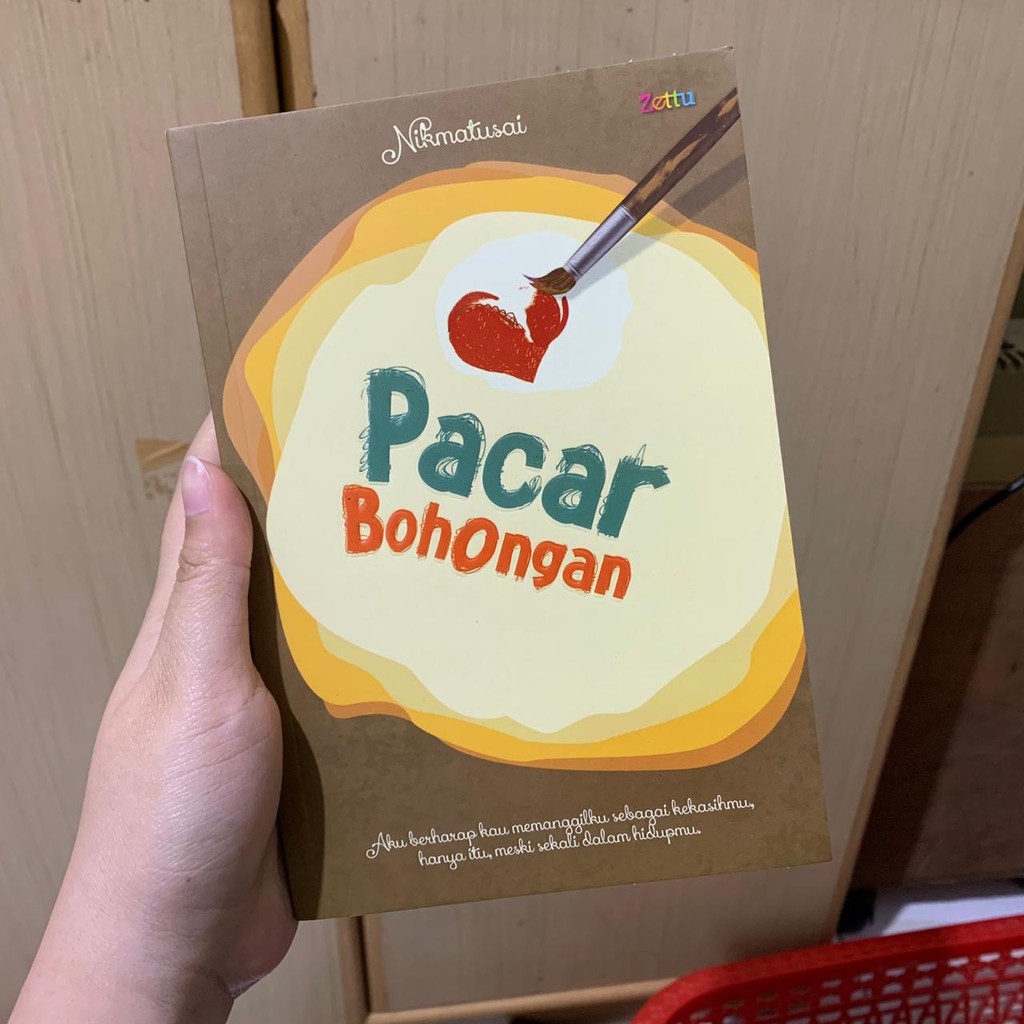 Zettu
Nikmatusai
Pacar
Bohongan
Aku berharap kau memanggilku sebagai kekasihmu,
hanya itu, meski sekali dalam hidupmu.